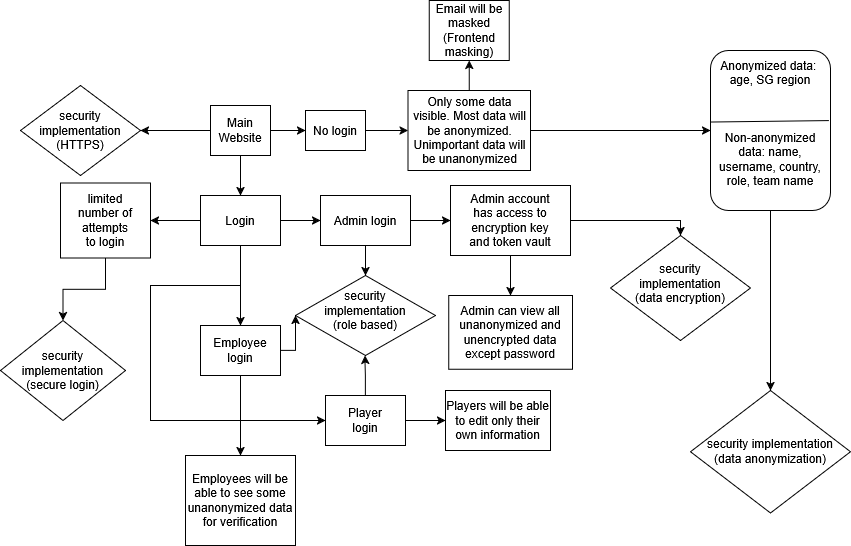 Email will be
masked
(Frontend
masking)
Anonymized data:
age, SG region
Non-anonymized
data: name,
username, country,
role, team name
security
implementation
(HTTPS)
Main
Website
No login
Only some data
visible. Most data will
be anonymized.
Unimportant data will
be unanonymized
limited
number of
attempts
to login
Login
Admin login
Admin account
has access to
encryption key
and token vault
security
implementation
(data encryption)
security
implementation
(role based)
Admin can view all
unanonymized and
unencrypted data
except password
security
implementation
(secure login)
Employee
login
Player
login
Players will be able
to edit only their
own information
security implementation
(data anonymization)
Employees will be
able to see some
unanonymized data
for verification